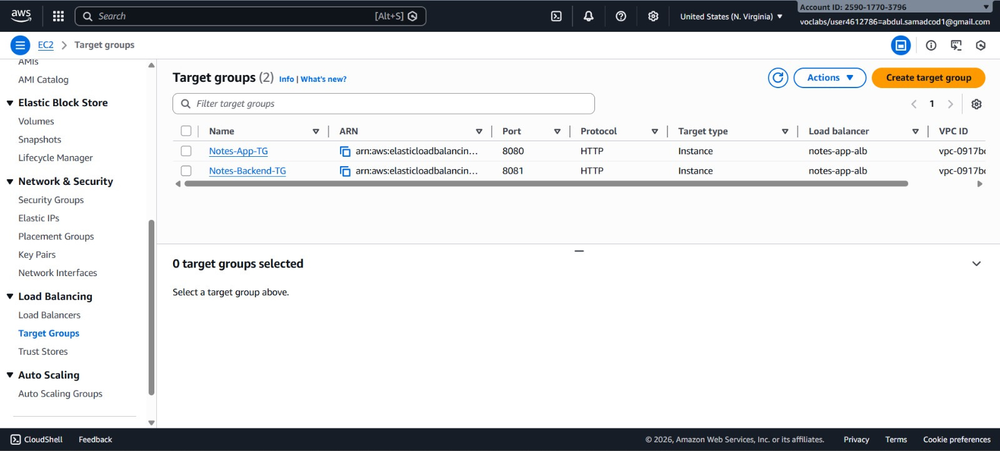 aws
Search [Alt+S]
United States (N. Virginia)
Account ID: 2590-1770-3796
voclabs/user4612786=abdul.samadcod1@gmail.com
EC2 > Target groups
AMIs
AMI Catalog
Elastic Block Store
Volumes
Snapshots
Lifecycle Manager
Network & Security
Security Groups
Elastic IPs
Placement Groups
Key Pairs
Network Interfaces
Load Balancing
Load Balancers
Target Groups
Trust Stores
Auto Scaling
Auto Scaling Groups
Target groups (2) Info | What's new?
Actions
Create target group
Filter target groups
1
Name ARN Port Protocol Target type Load balancer VPC ID
Notes-App-TG arn:aws:elasticloadbalancin... 8080 HTTP Instance notes-app-alb vpc-0917b
Notes-Backend-TG arn:aws:elasticloadbalancin... 8081 HTTP Instance notes-app-alb vpc-0917b
0 target groups selected
Select a target group above.
CloudShell Feedback © 2026, Amazon Web Services, Inc. or its affiliates. Privacy Terms Cookie preferences